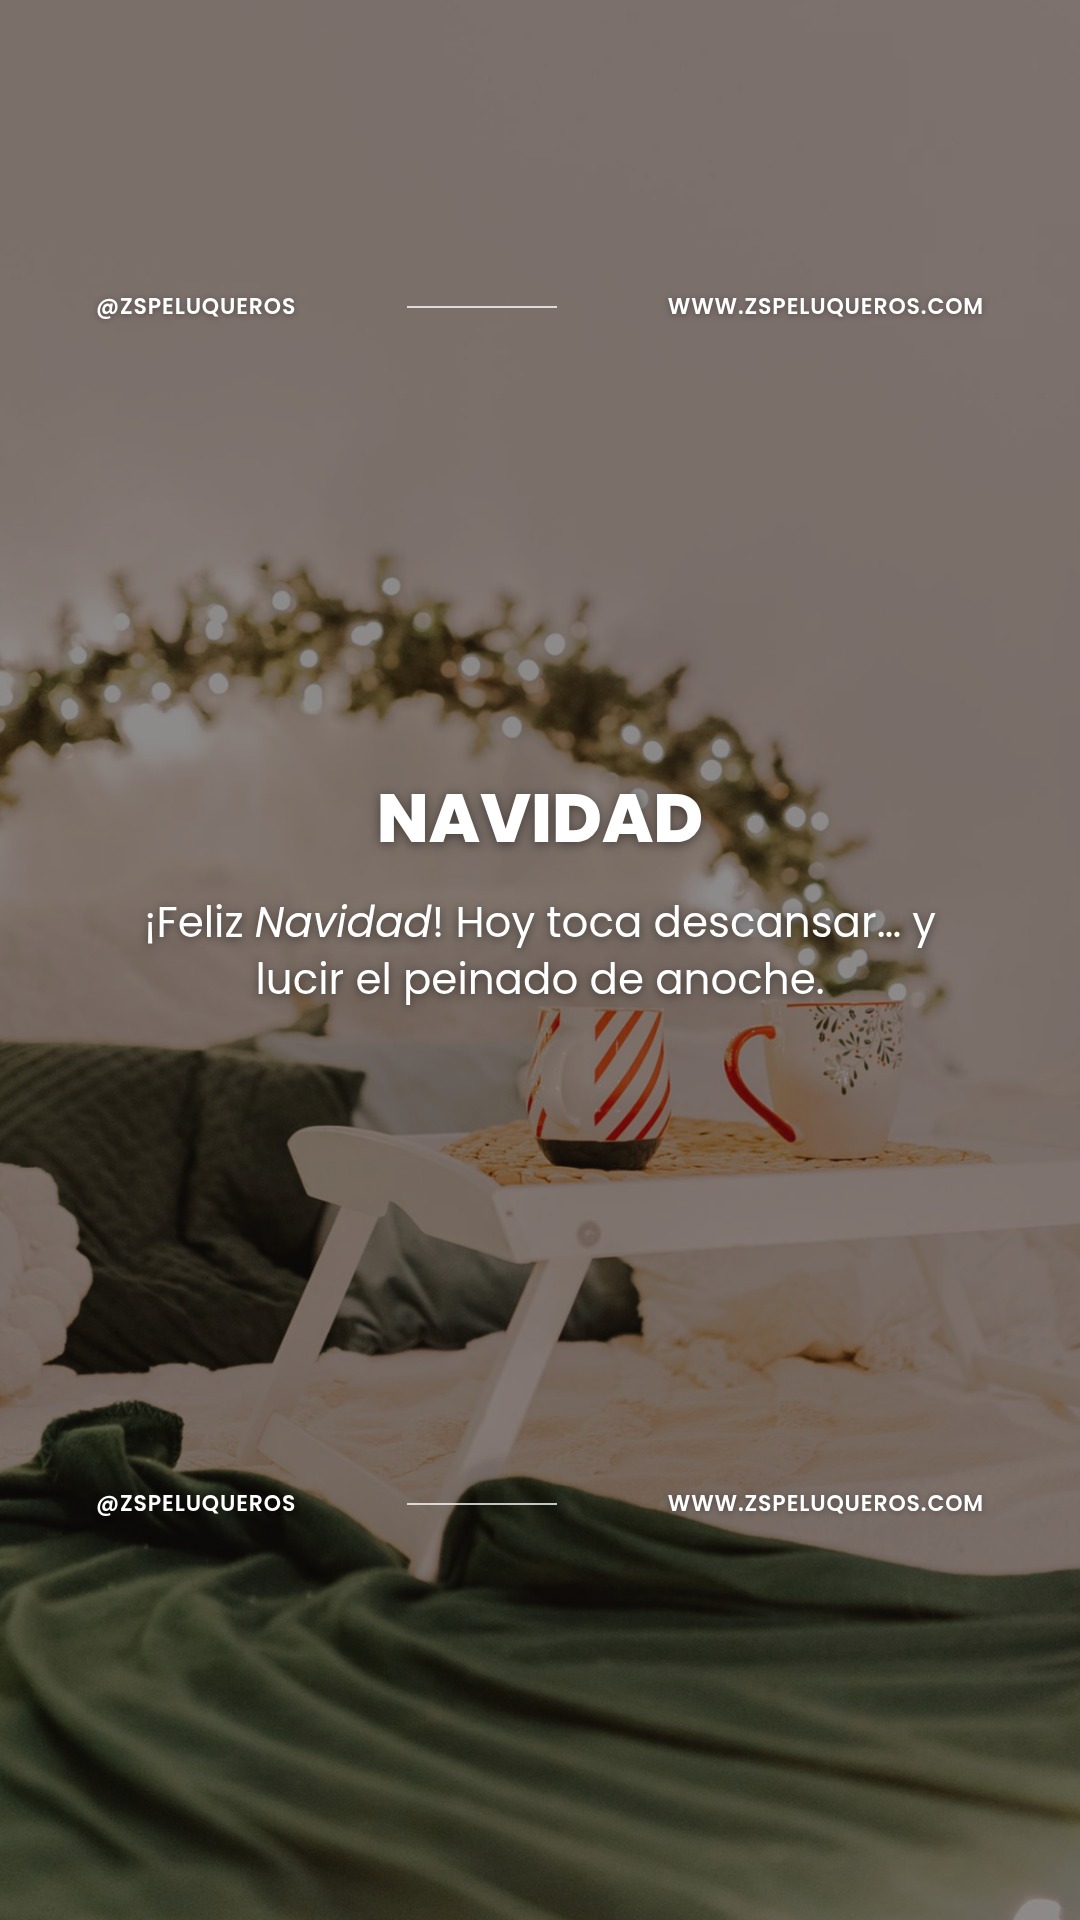 @ZSPELUQUEROS WWW.ZSPELUQUEROS.COM
NAVIDAD
¡Feliz Navidad! Hoy toca descansar... y
lucir el peinado de anoche.
@ZSPELUQUEROS WWW.ZSPELUQUEROS.COM